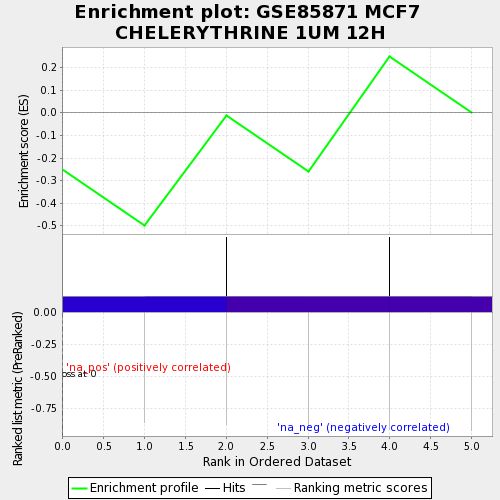 Enrichment plot: GSE85871 MCF7
CHELERYTHRINE 1UM 12H
Enrichment score (ES)
0.2
0.1
0.0
-0.1
-0.2
-0.3
-0.4
-0.5
Ranked list metric (PreRanked)
0.00
-0.25
-0.50
-0.75
'na_pos' (positively correlated)
at 0
'na_neg' (negatively correlated)
0.0 0.5 1.0 1.5 2.0 2.5 3.0 3.5 4.0 4.5 5.0
Rank in Ordered Dataset
Enrichment profile Hits Ranking metric scores